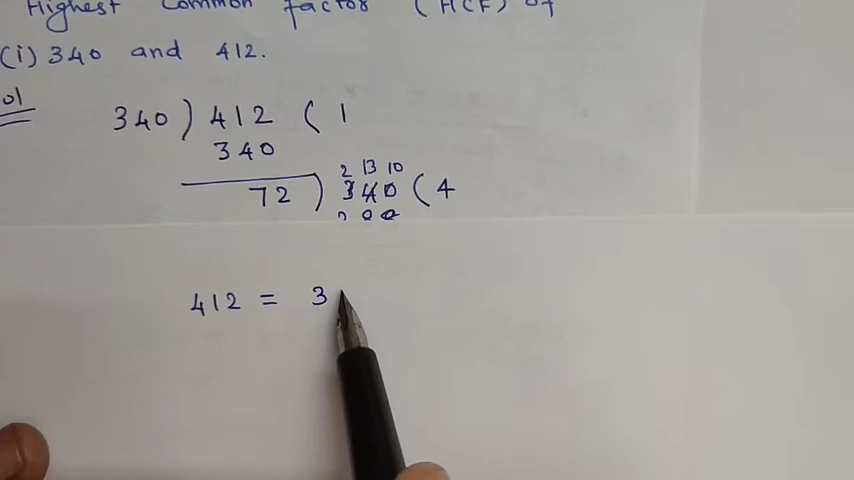 Highest Common factor (HCF) of
(i) 340 and 412.
ol
340 ) 412 ( 1
340
2 13 10
72 ) 340 ( 4
412 = 3